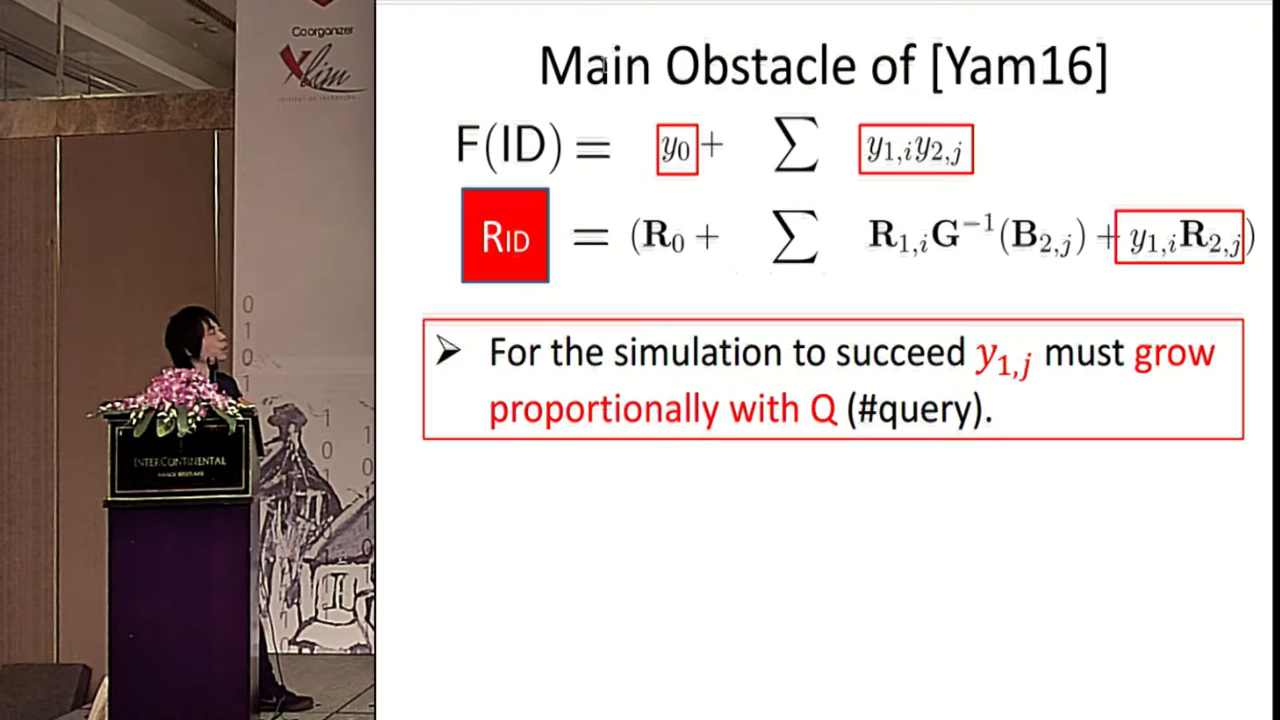 Coorganizer
Xlim
Main Obstacle of [Yam16]
F(ID) = y₀ + ∑ y₁,ᵢy₂,ⱼ
RID = (R₀ + ∑ R₁,ᵢG⁻¹(B₂,ⱼ) + y₁,ᵢR₂,ⱼ)
➢ For the simulation to succeed y₁,ⱼ must grow
proportionally with Q (#query).
INTERCONTINENTAL